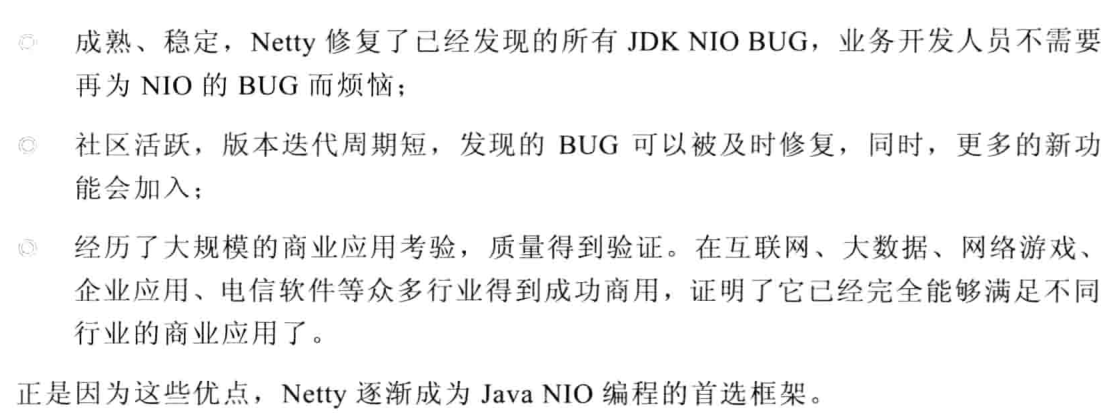 成熟、稳定，Netty 修复了已经发现的所有 JDK NIO BUG，业务开发人员不需要
再为 NIO 的 BUG 而烦恼；
社区活跃，版本迭代周期短，发现的 BUG 可以被及时修复，同时，更多的新功
能会加入；
经历了大规模的商业应用考验，质量得到验证。在互联网、大数据、网络游戏、
企业应用、电信软件等众多行业得到成功商用，证明了它已经完全能够满足不同
行业的商业应用了。
正是因为这些优点，Netty 逐渐成为 Java NIO 编程的首选框架。